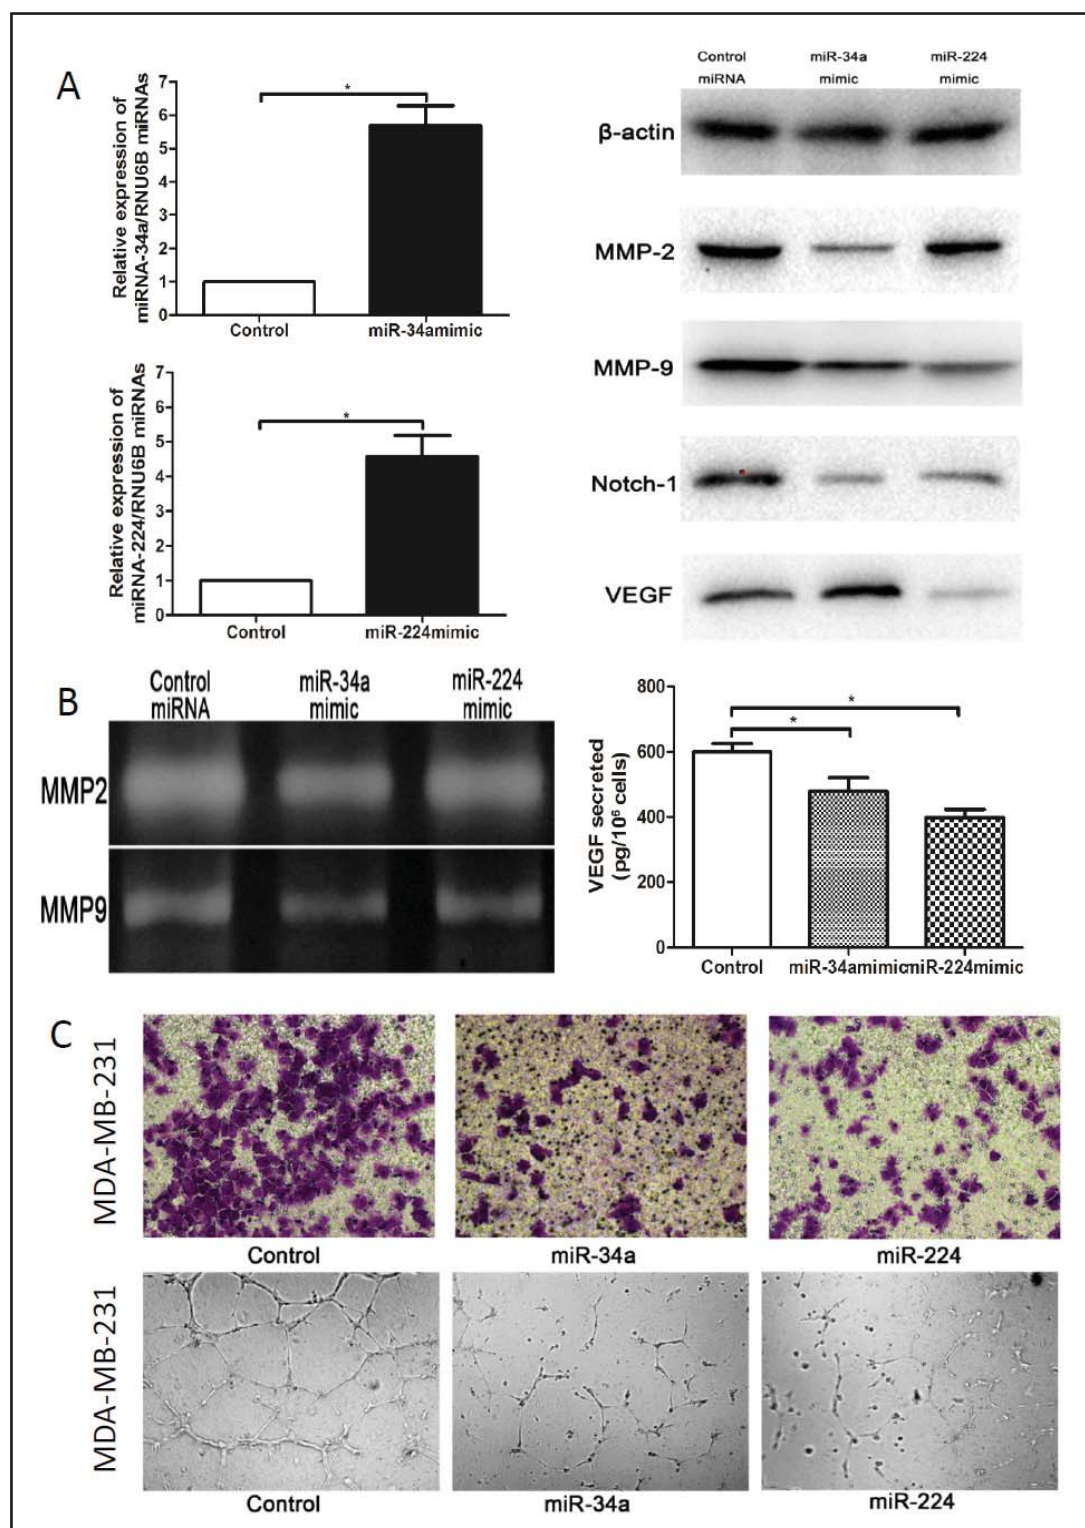 A
Relative expression of
miRNA-34a/RNU6B miRNAs
7
6
5
4
3
2
1
0
*
Control
miR-34amimic
Relative expression of
miRNA-224/RNU6B miRNAs
7
6
5
4
3
2
1
0
*
Control
miR-224mimic
Control
miRNA
miR-34a
mimic
miR-224
mimic
β-actin
MMP-2
MMP-9
Notch-1
VEGF
B
Control
miRNA
miR-34a
mimic
miR-224
mimic
MMP2
MMP9
VEGF secreted
(pg/10⁶ cells)
800
600
400
200
0
*
*
Control
miR-34amimic
miR-224mimic
C
MDA-MB-231
Control
miR-34a
miR-224
MDA-MB-231
Control
miR-34a
miR-224